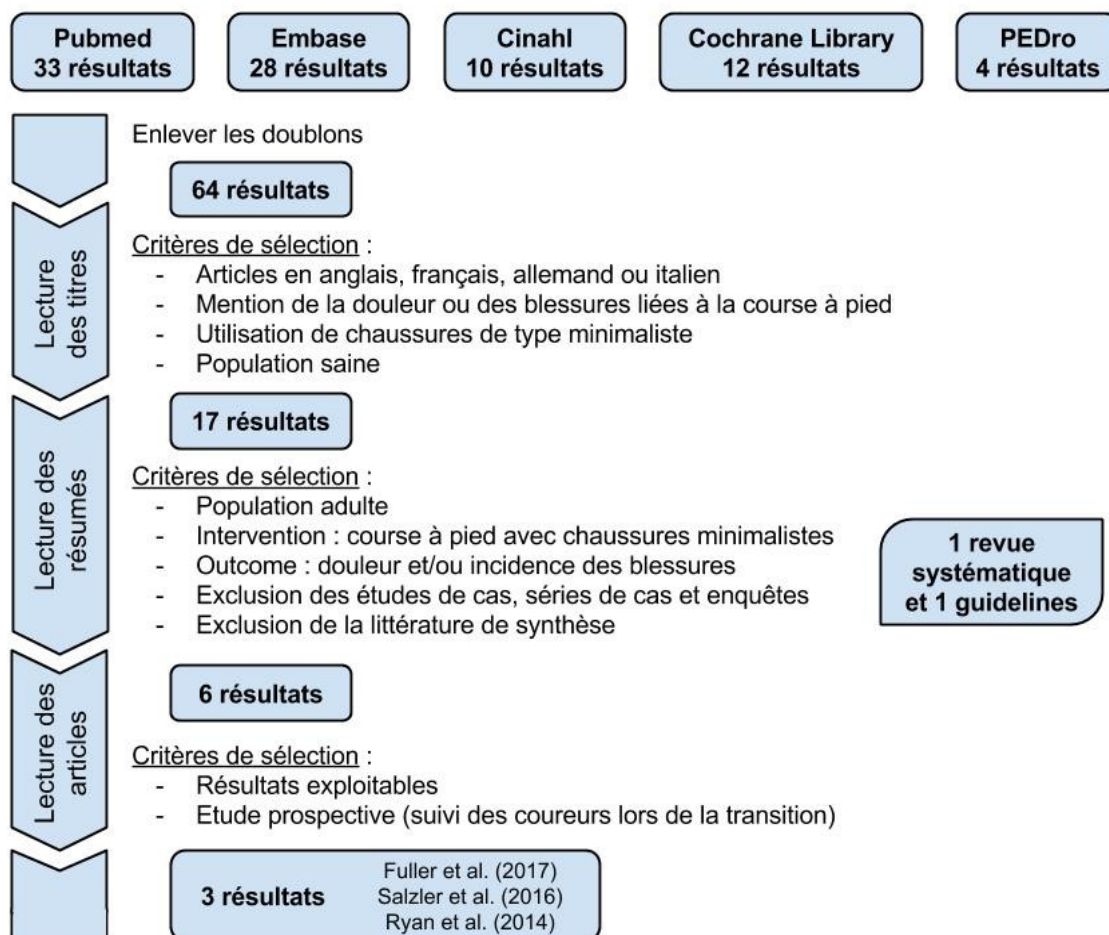 Pubmed
33 résultats
Embase
28 résultats
Cinahl
10 résultats
Cochrane Library
12 résultats
PEDro
4 résultats
Enlever les doublons
64 résultats
Lecture
des titres
Critères de sélection :
- Articles en anglais, français, allemand ou italien
- Mention de la douleur ou des blessures liées à la course à pied
- Utilisation de chaussures de type minimaliste
- Population saine
17 résultats
Lecture des
résumés
Critères de sélection :
- Population adulte
- Intervention : course à pied avec chaussures minimalistes
- Outcome : douleur et/ou incidence des blessures
- Exclusion des études de cas, séries de cas et enquêtes
- Exclusion de la littérature de synthèse
1 revue
systématique
et 1 guidelines
6 résultats
Lecture des
articles
Critères de sélection :
- Résultats exploitables
- Etude prospective (suivi des coureurs lors de la transition)
3 résultats
Fuller et al. (2017)
Salzler et al. (2016)
Ryan et al. (2014)